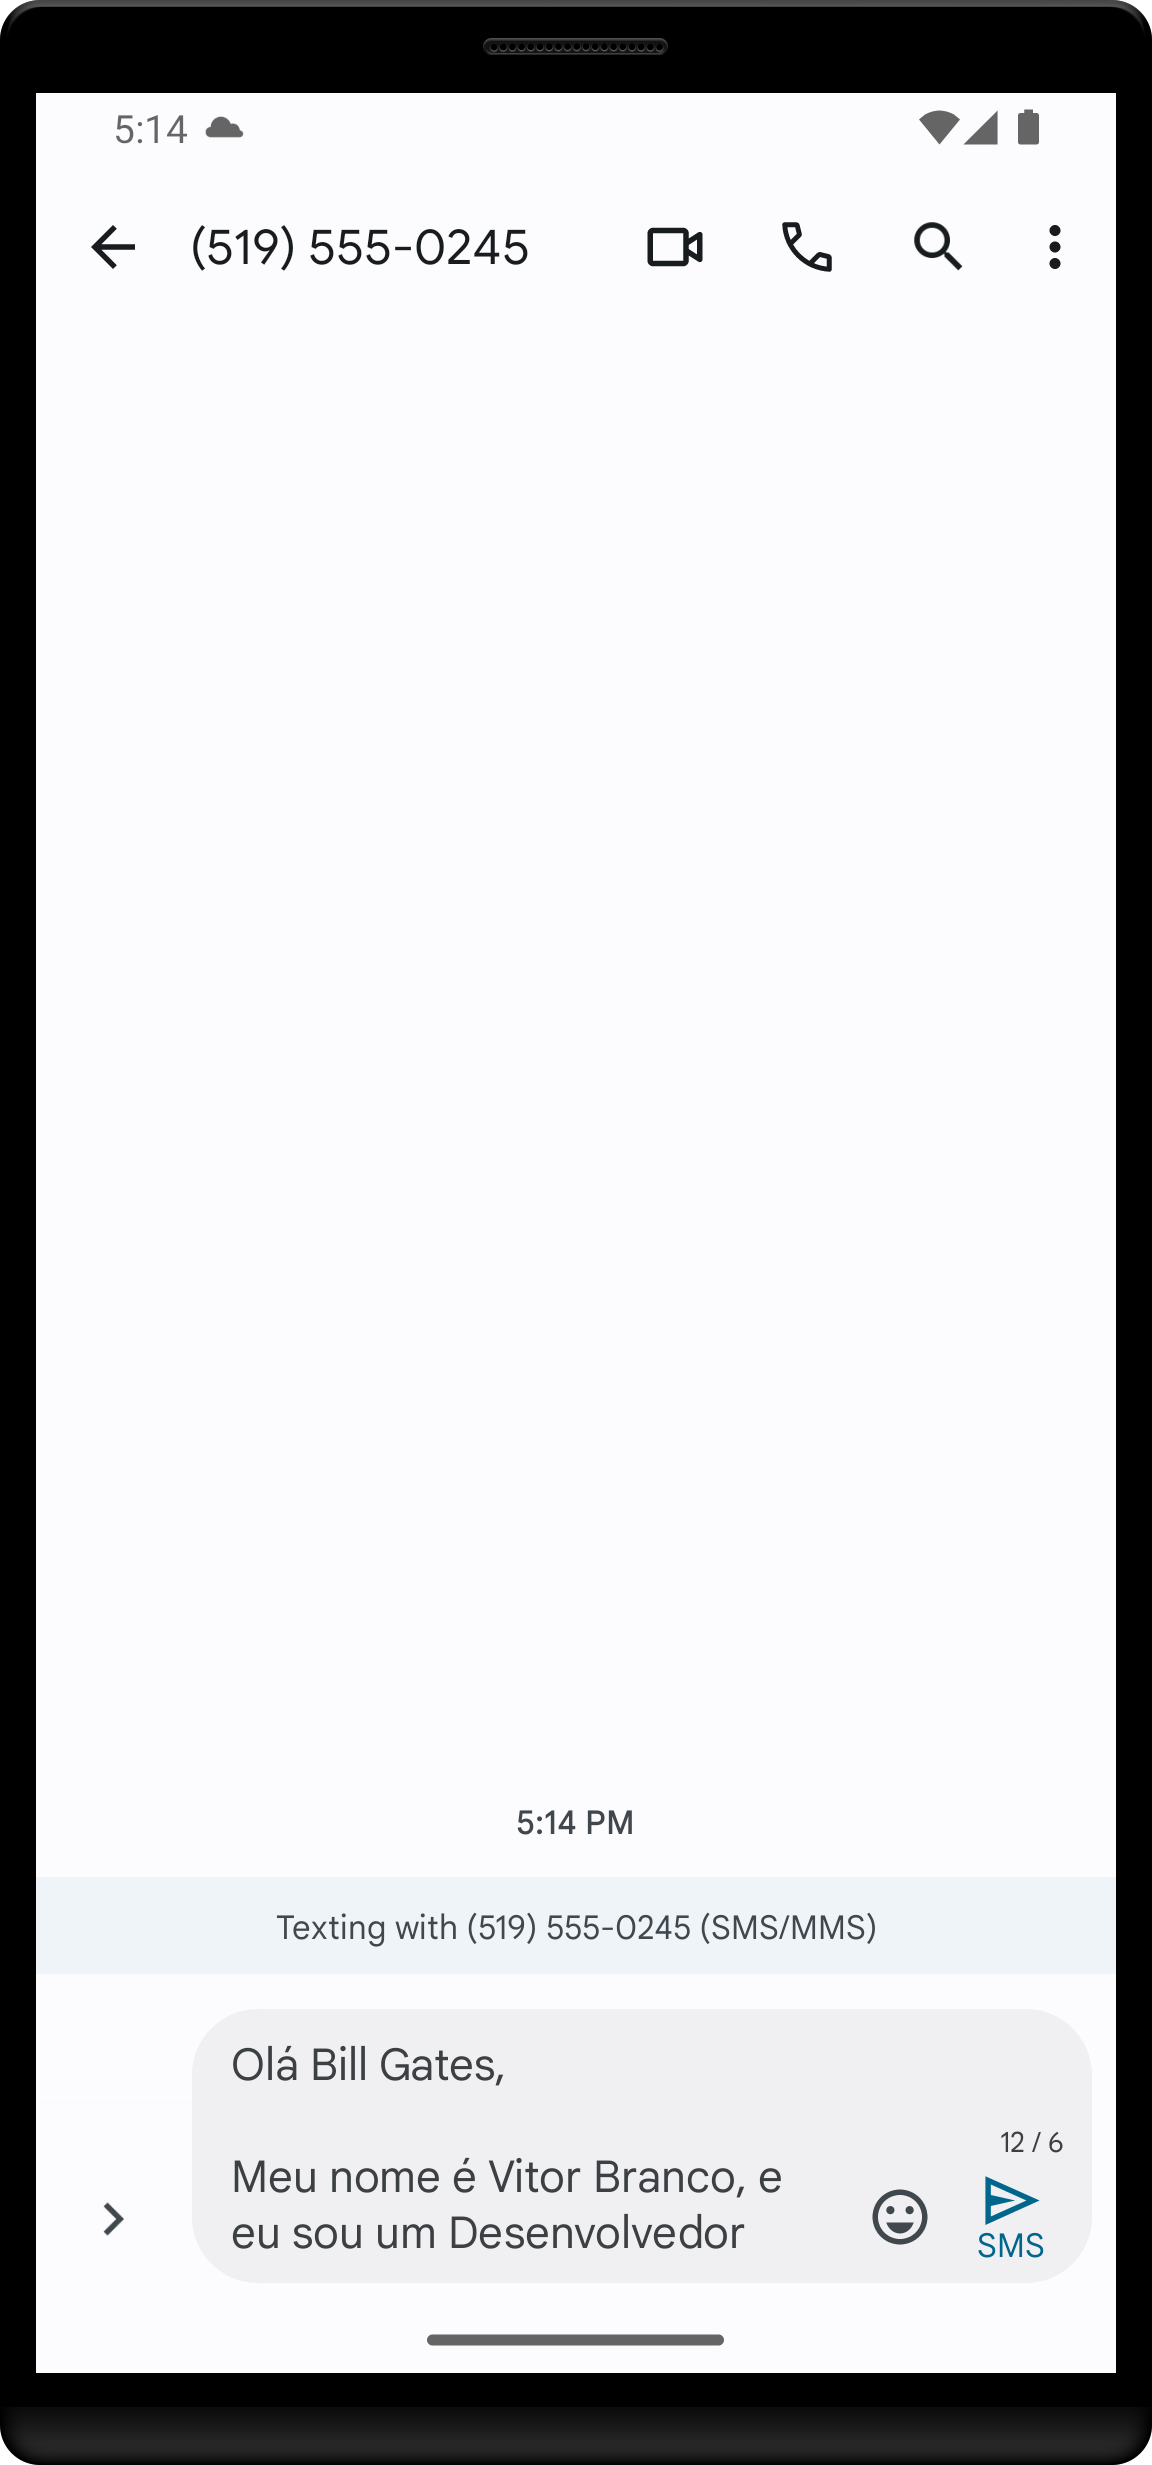 5:14
(519) 555-0245
5:14 PM
Texting with (519) 555-0245 (SMS/MMS)
Olá Bill Gates,
Meu nome é Vitor Branco, e
eu sou um Desenvolvedor
12 / 6
SMS